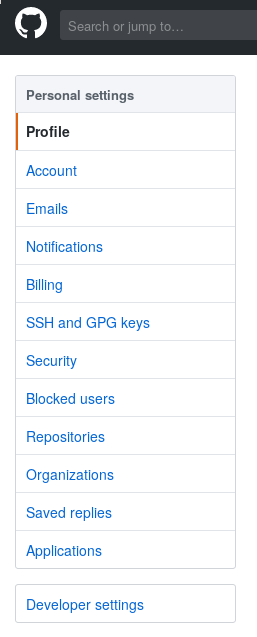 Search or jump to…
Personal settings
Profile
Account
Emails
Notifications
Billing
SSH and GPG keys
Security
Blocked users
Repositories
Organizations
Saved replies
Applications
Developer settings